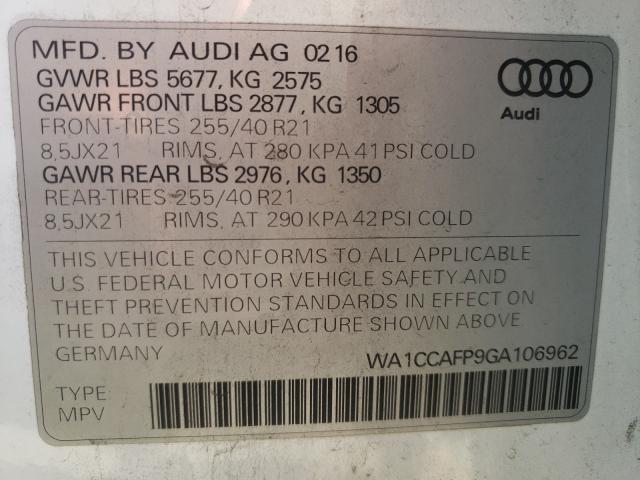 MFD. BY AUDI AG 02 16
GVWR LBS 5677, KG 2575
GAWR FRONT LBS 2877, KG 1305
FRONT-TIRES 255/40 R21
8,5JX21 RIMS, AT 280 KPA 41 PSI COLD
GAWR REAR LBS 2976, KG 1350
REAR-TIRES 255/40 R21
8,5JX21 RIMS, AT 290 KPA 42 PSI COLD
Audi
THIS VEHICLE CONFORMS TO ALL APPLICABLE
U.S. FEDERAL MOTOR VEHICLE SAFETY AND
THEFT PREVENTION STANDARDS IN EFFECT ON
THE DATE OF MANUFACTURE SHOWN ABOVE
GERMANY WA1CCAFP9GA106962
TYPE
MPV